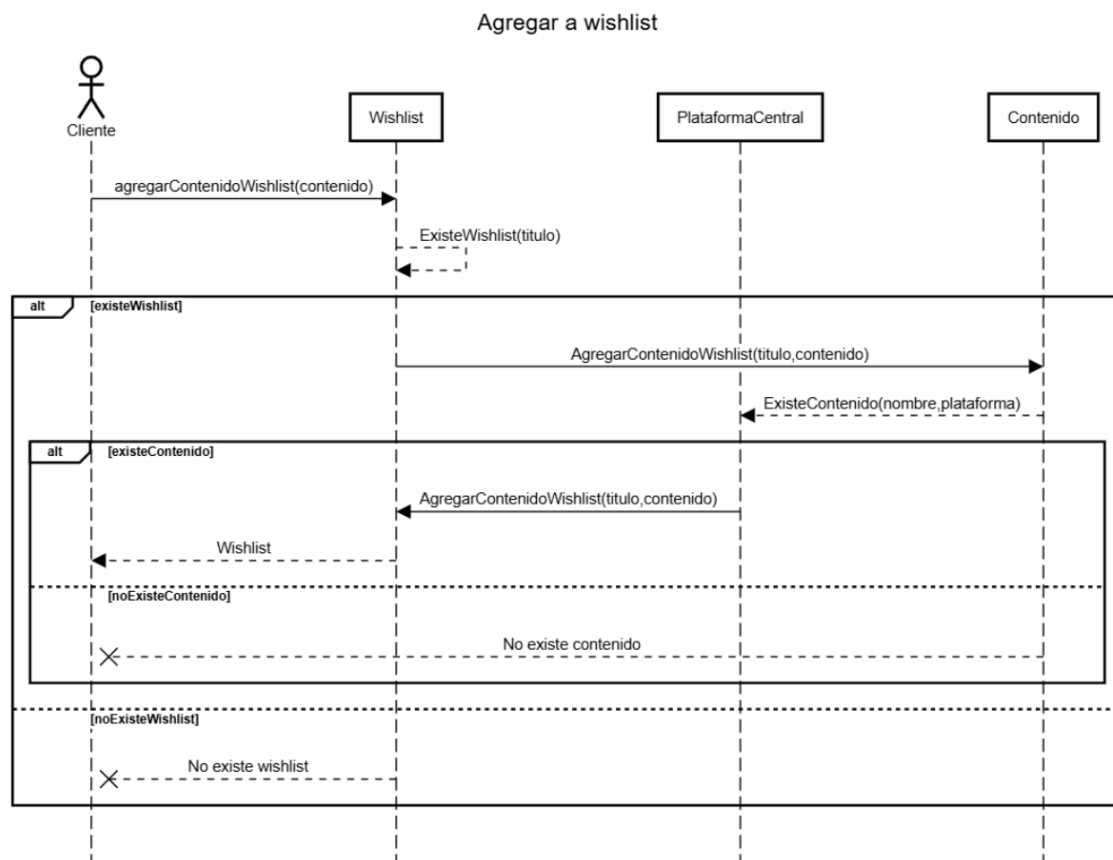 Agregar a wishlist
Cliente
Wishlist
PlataformaCentral
Contenido
agregarContenidoWishlist(contenido)
ExisteWishlist(titulo)
alt
[existeWishlist]
AgregarContenidoWishlist(titulo,contenido)
ExisteContenido(nombre,plataforma)
alt
[existeContenido]
AgregarContenidoWishlist(titulo,contenido)
Wishlist
[noExisteContenido]
No existe contenido
[noExisteWishlist]
No existe wishlist